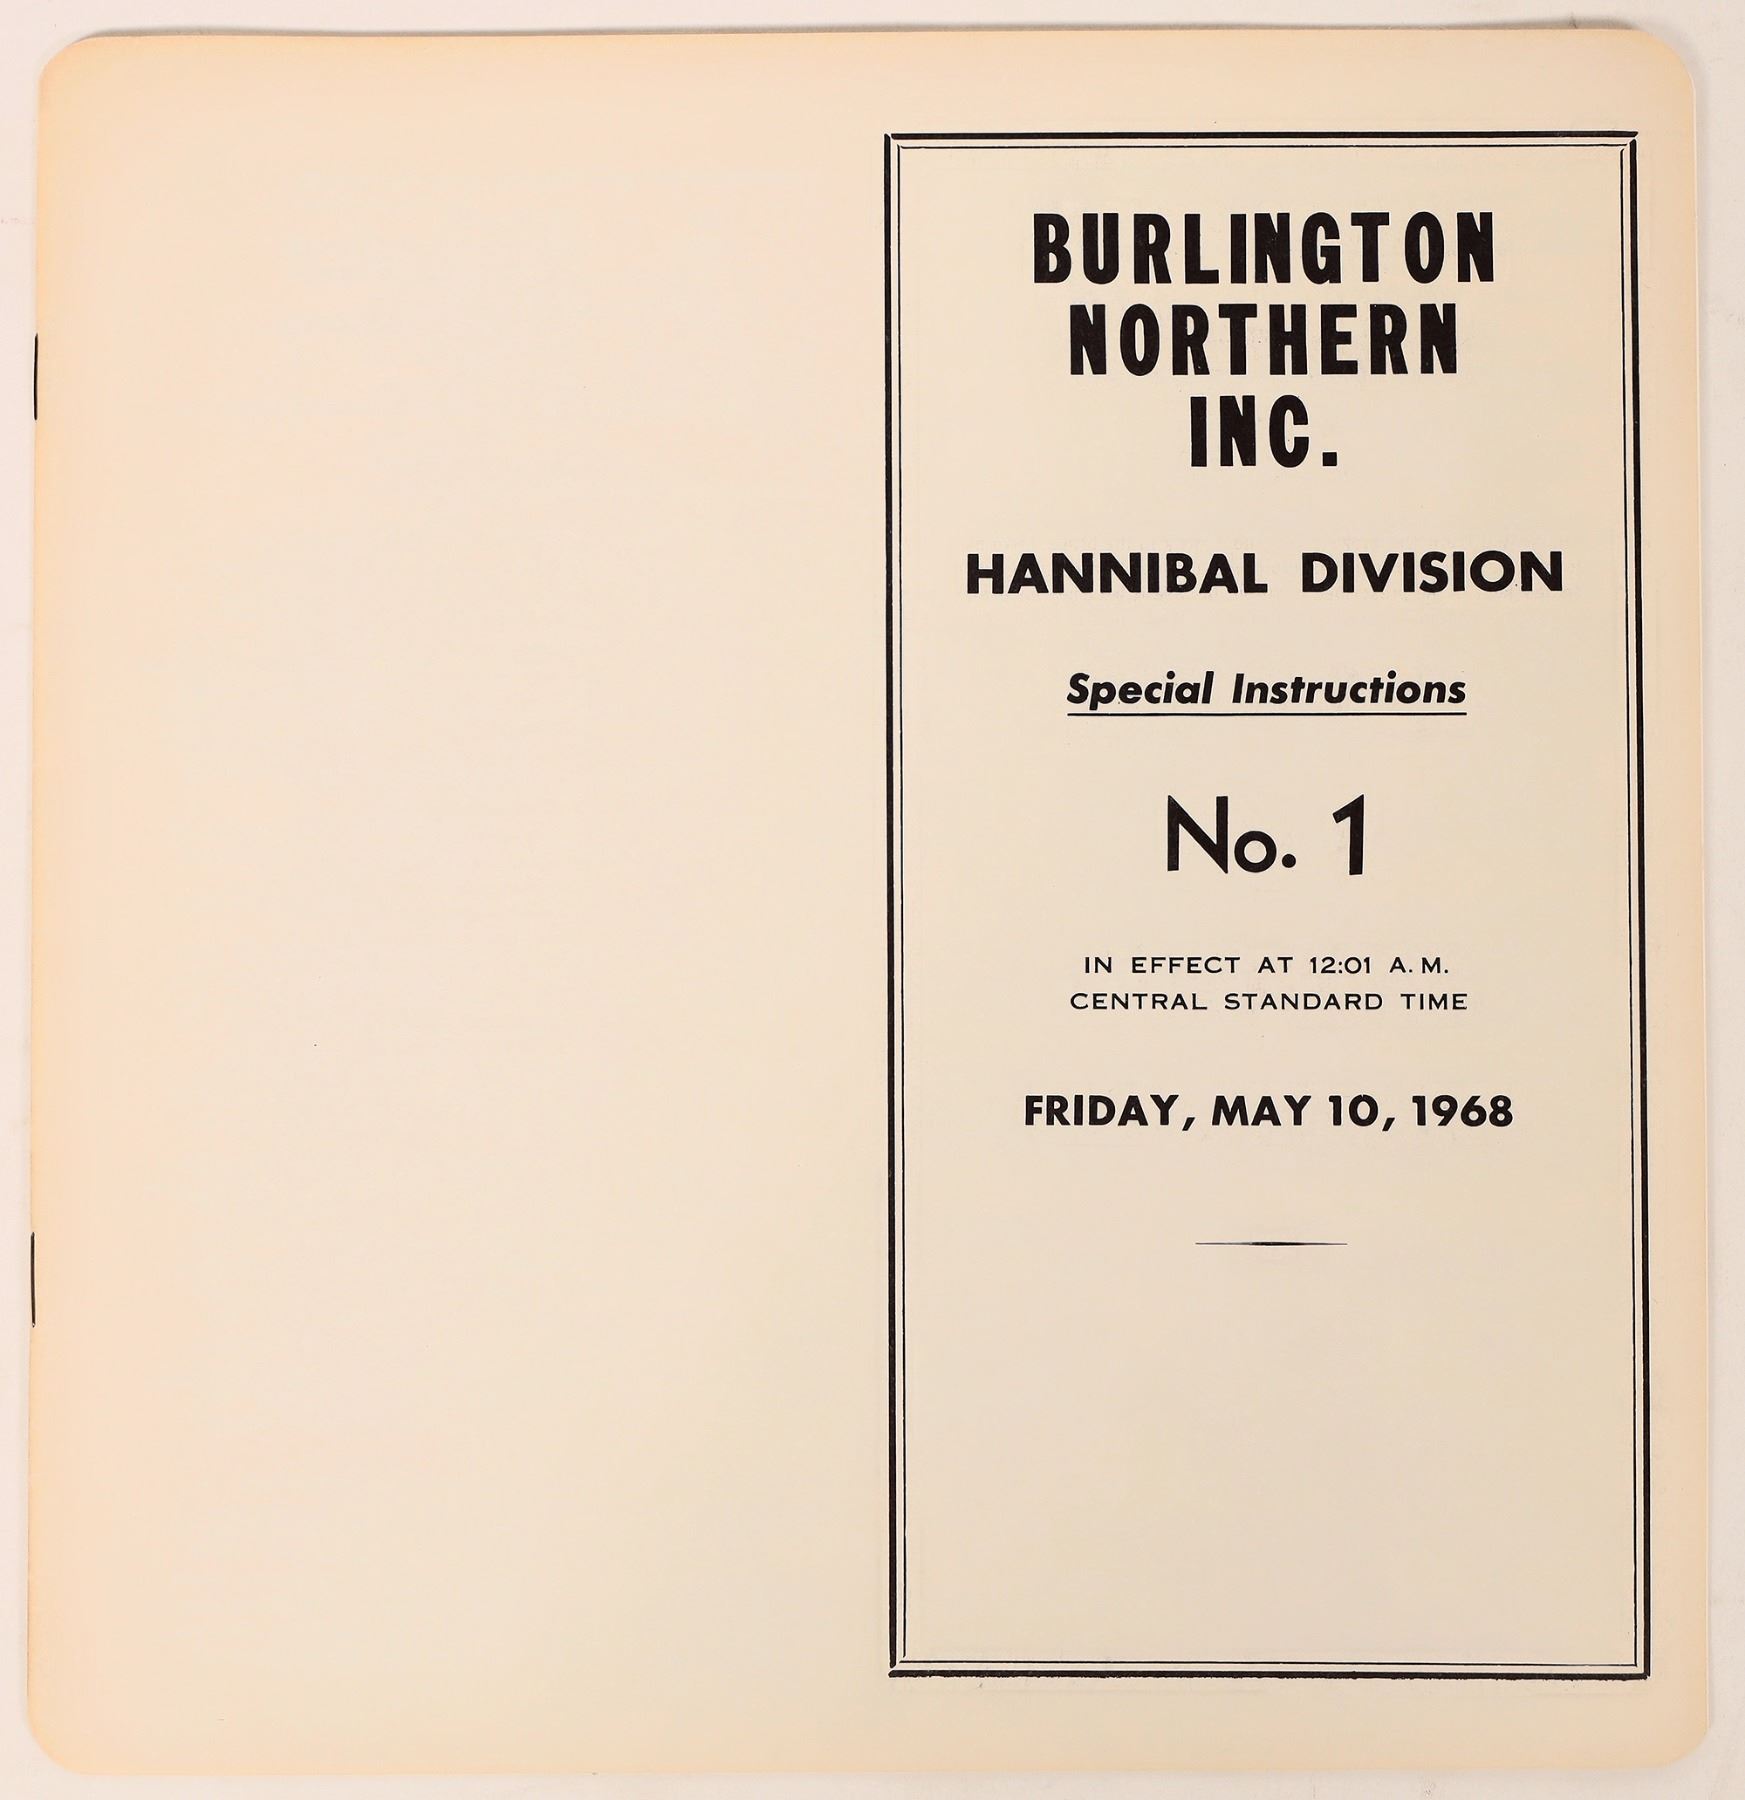 BURLINGTON
NORTHERN
INC.
HANNIBAL DIVISION
Special Instructions
No. 1
IN EFFECT AT 12:01 A. M.
CENTRAL STANDARD TIME
FRIDAY, MAY 10, 1968